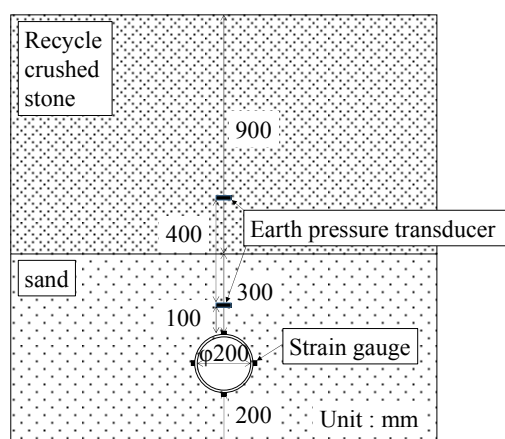 Recycle
crushed
stone
900
400
Earth pressure transducer
sand
300
100
φ200
Strain gauge
200
Unit : mm